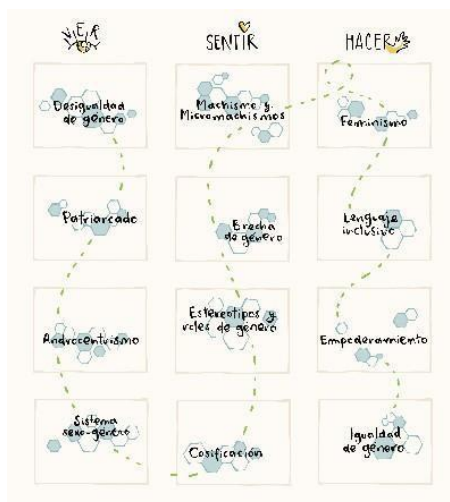 VER
SENTIR
HACER
Desigualdad
de género
Machismo y
Micromachismos
Feminismo
Patriarcado
Brecha
de género
Lenguaje
inclusivo
Androcentrismo
Estereotipos y
roles de género
Empoderamiento
Sistema
sexo-género
Cosificación
Igualdad
de género